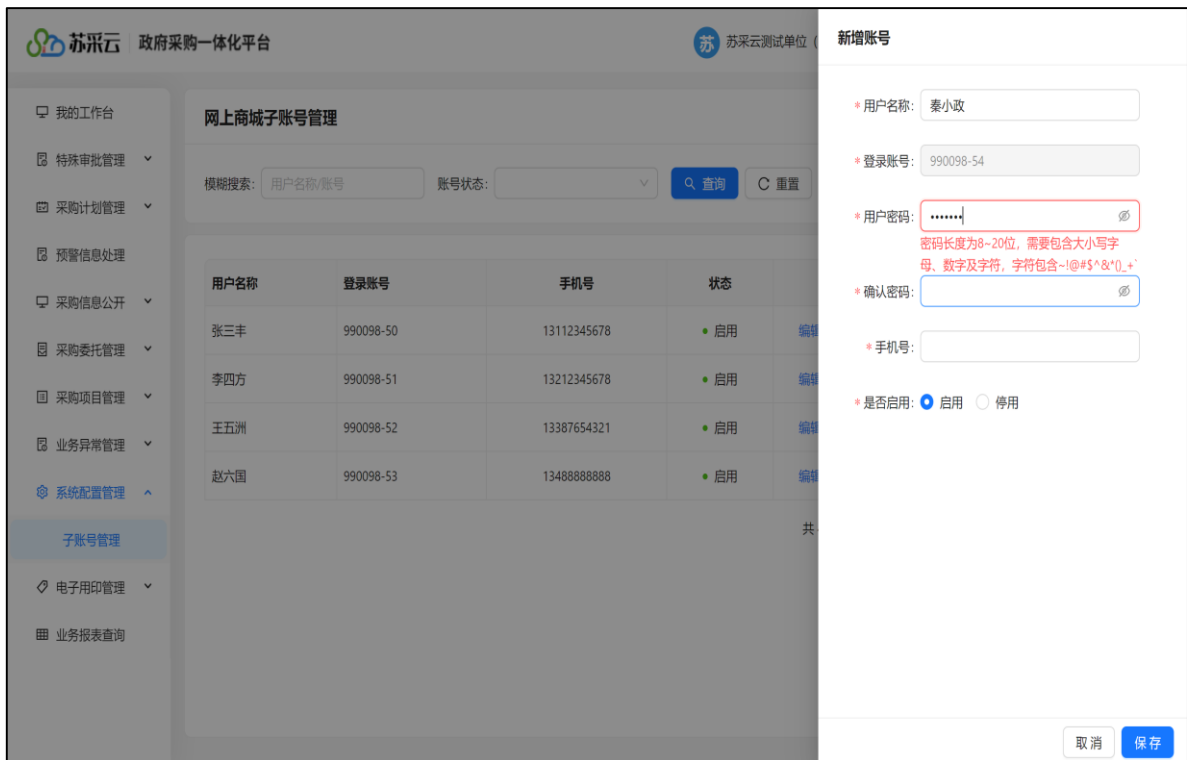 苏采云 政府采购一体化平台
苏 苏采云测试单位（
我的工作台
特殊审批管理
采购计划管理
预警信息处理
采购信息公开
采购委托管理
采购项目管理
业务异常管理
系统配置管理
子账号管理
电子用印管理
业务报表查询
网上商城子账号管理
模糊搜索: 用户名称/账号 账号状态: 查询 重置
用户名称 登录账号 手机号 状态
张三丰 990098-50 13112345678 启用 编辑
李四方 990098-51 13212345678 启用 编辑
王五洲 990098-52 13387654321 启用 编辑
赵六国 990098-53 13488888888 启用 编辑
共
新增账号
* 用户名称: 秦小政
* 登录账号: 990098-54
* 用户密码: •••••••
密码长度为8~20位，需要包含大小写字
母、数字及字符，字符包含~!@#$^&*()_+`
* 确认密码:
* 手机号:
* 是否启用: 启用 停用
取消 保存